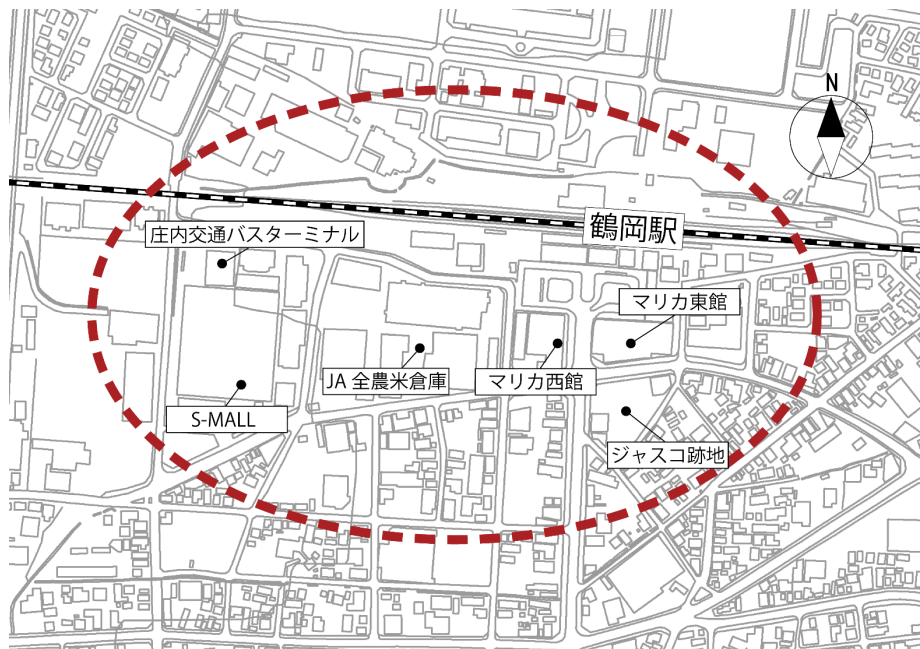 N
鶴岡駅
庄内交通バスターミナル
マリカ東館
JA 全農米倉庫
マリカ西館
S-MALL
ジャスコ跡地